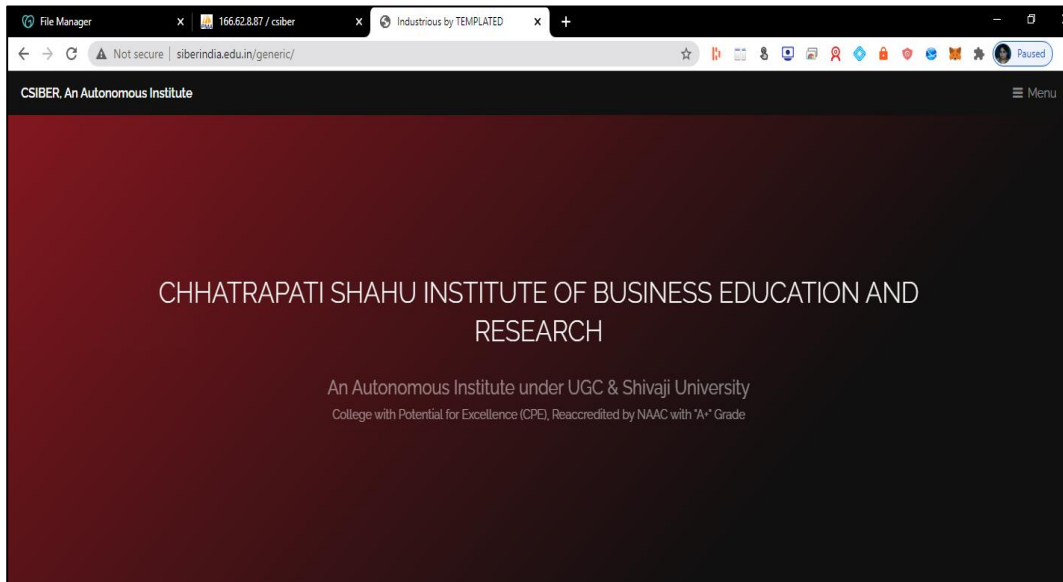 File Manager
166.62.8.87 / csiber
Industrious by TEMPLATED
Not secure | siberindia.edu.in/generic/
Paused
CSIBER, An Autonomous Institute
Menu
CHHATRAPATI SHAHU INSTITUTE OF BUSINESS EDUCATION AND
RESEARCH
An Autonomous Institute under UGC & Shivaji University
College with Potential for Excellence (CPE), Reaccredited by NAAC with "A+" Grade